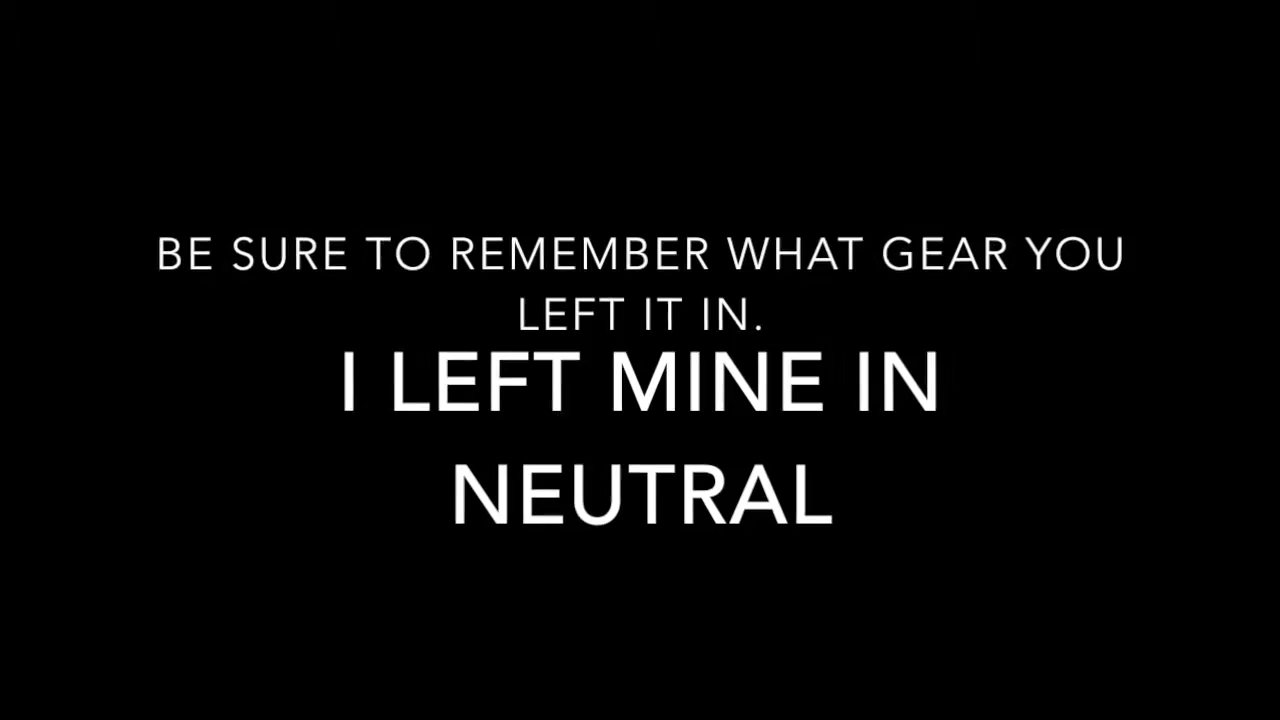 BE SURE TO REMEMBER WHAT GEAR YOU
LEFT IT IN.
I LEFT MINE IN
NEUTRAL